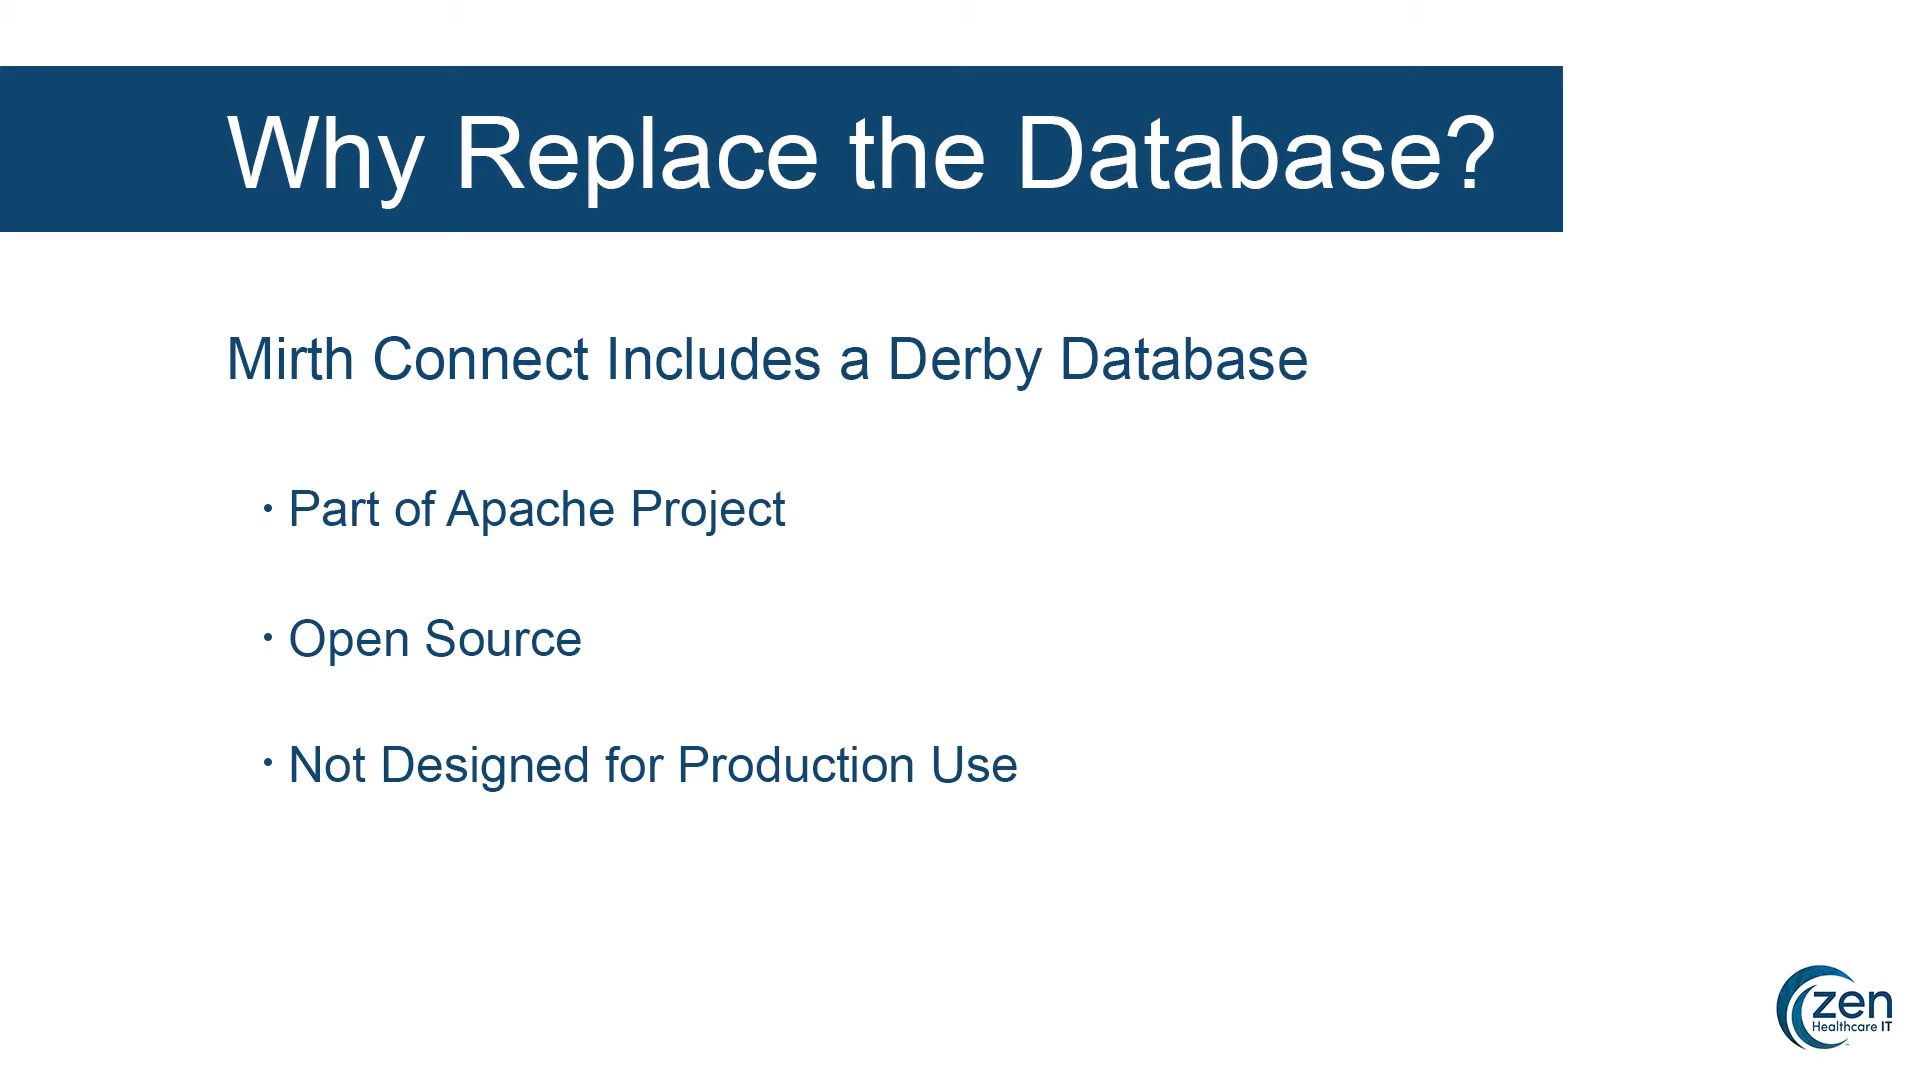 Why Replace the Database?
Mirth Connect Includes a Derby Database
· Part of Apache Project
· Open Source
· Not Designed for Production Use
zen
Healthcare IT